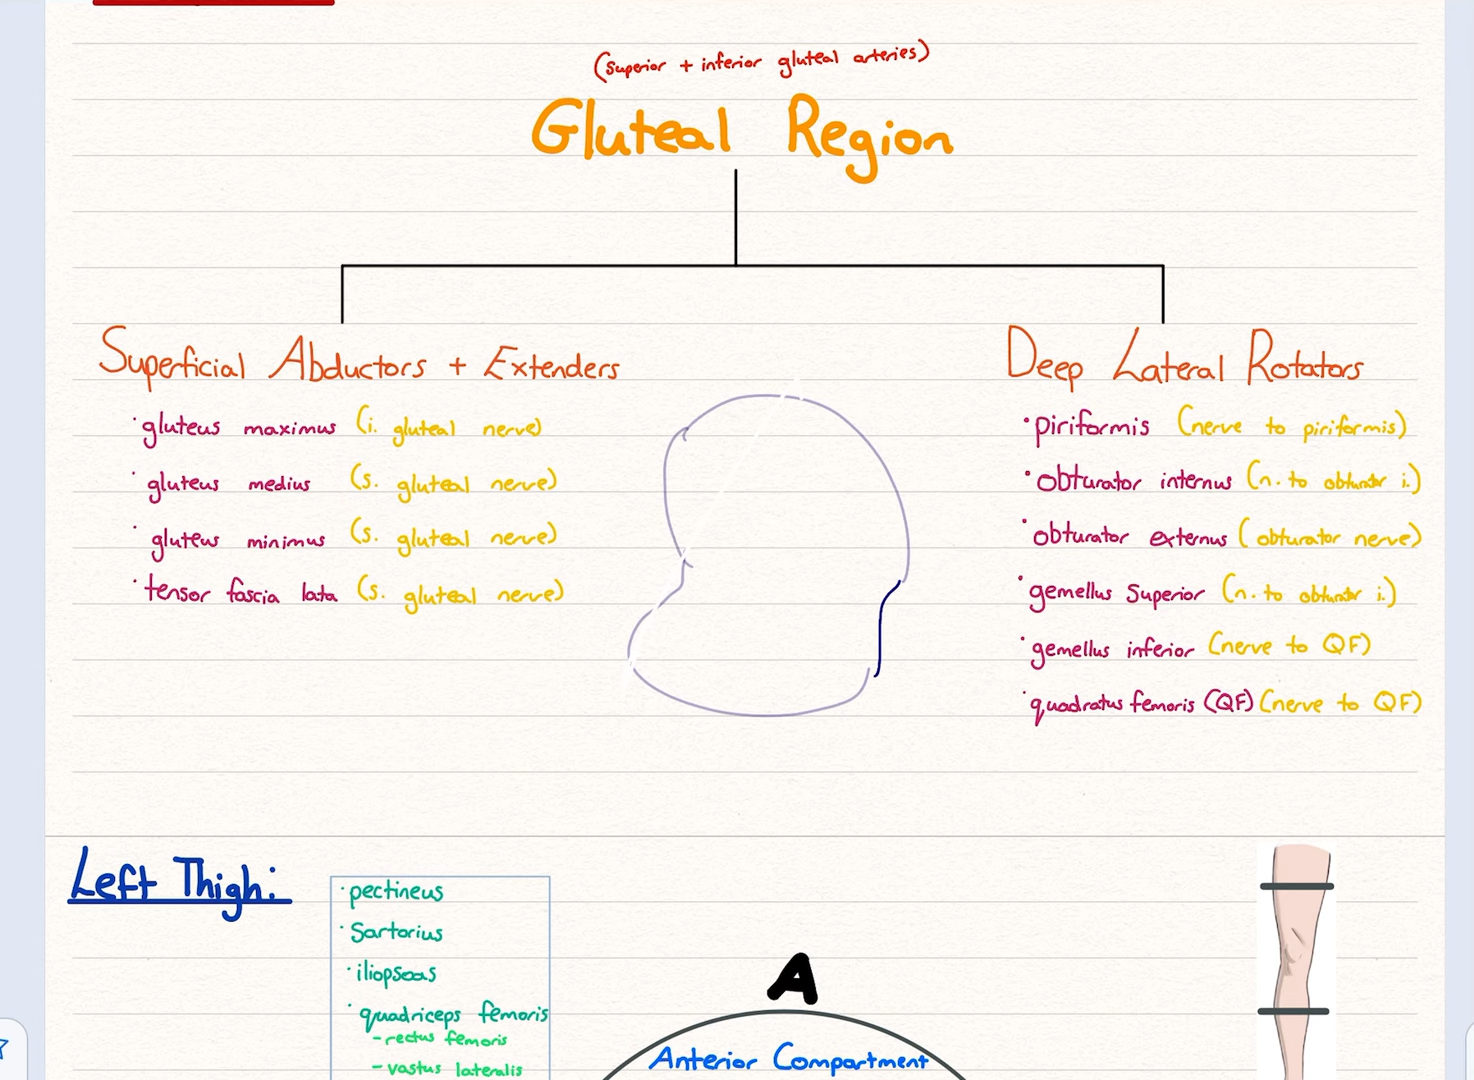 (superior + inferior gluteal arteries)
Gluteal Region
Superficial Abductors + Extenders
· gluteus maximus (i. gluteal nerve)
· gluteus medius (s. gluteal nerve)
· gluteus minimus (s. gluteal nerve)
· tensor fascia lata (s. gluteal nerve)
Deep Lateral Rotators
· piriformis (nerve to piriformis)
· obturator internus (n. to obturator i.)
· obturator externus (obturator nerve)
· gemellus superior (n. to obturator i.)
· gemellus inferior (nerve to QF)
· quadratus femoris (QF) (nerve to QF)
Left Thigh:
· pectineus
· Sartorius
· iliopsoas
· quadriceps femoris
- rectus femoris
- vastus lateralis
A
Anterior Compartment